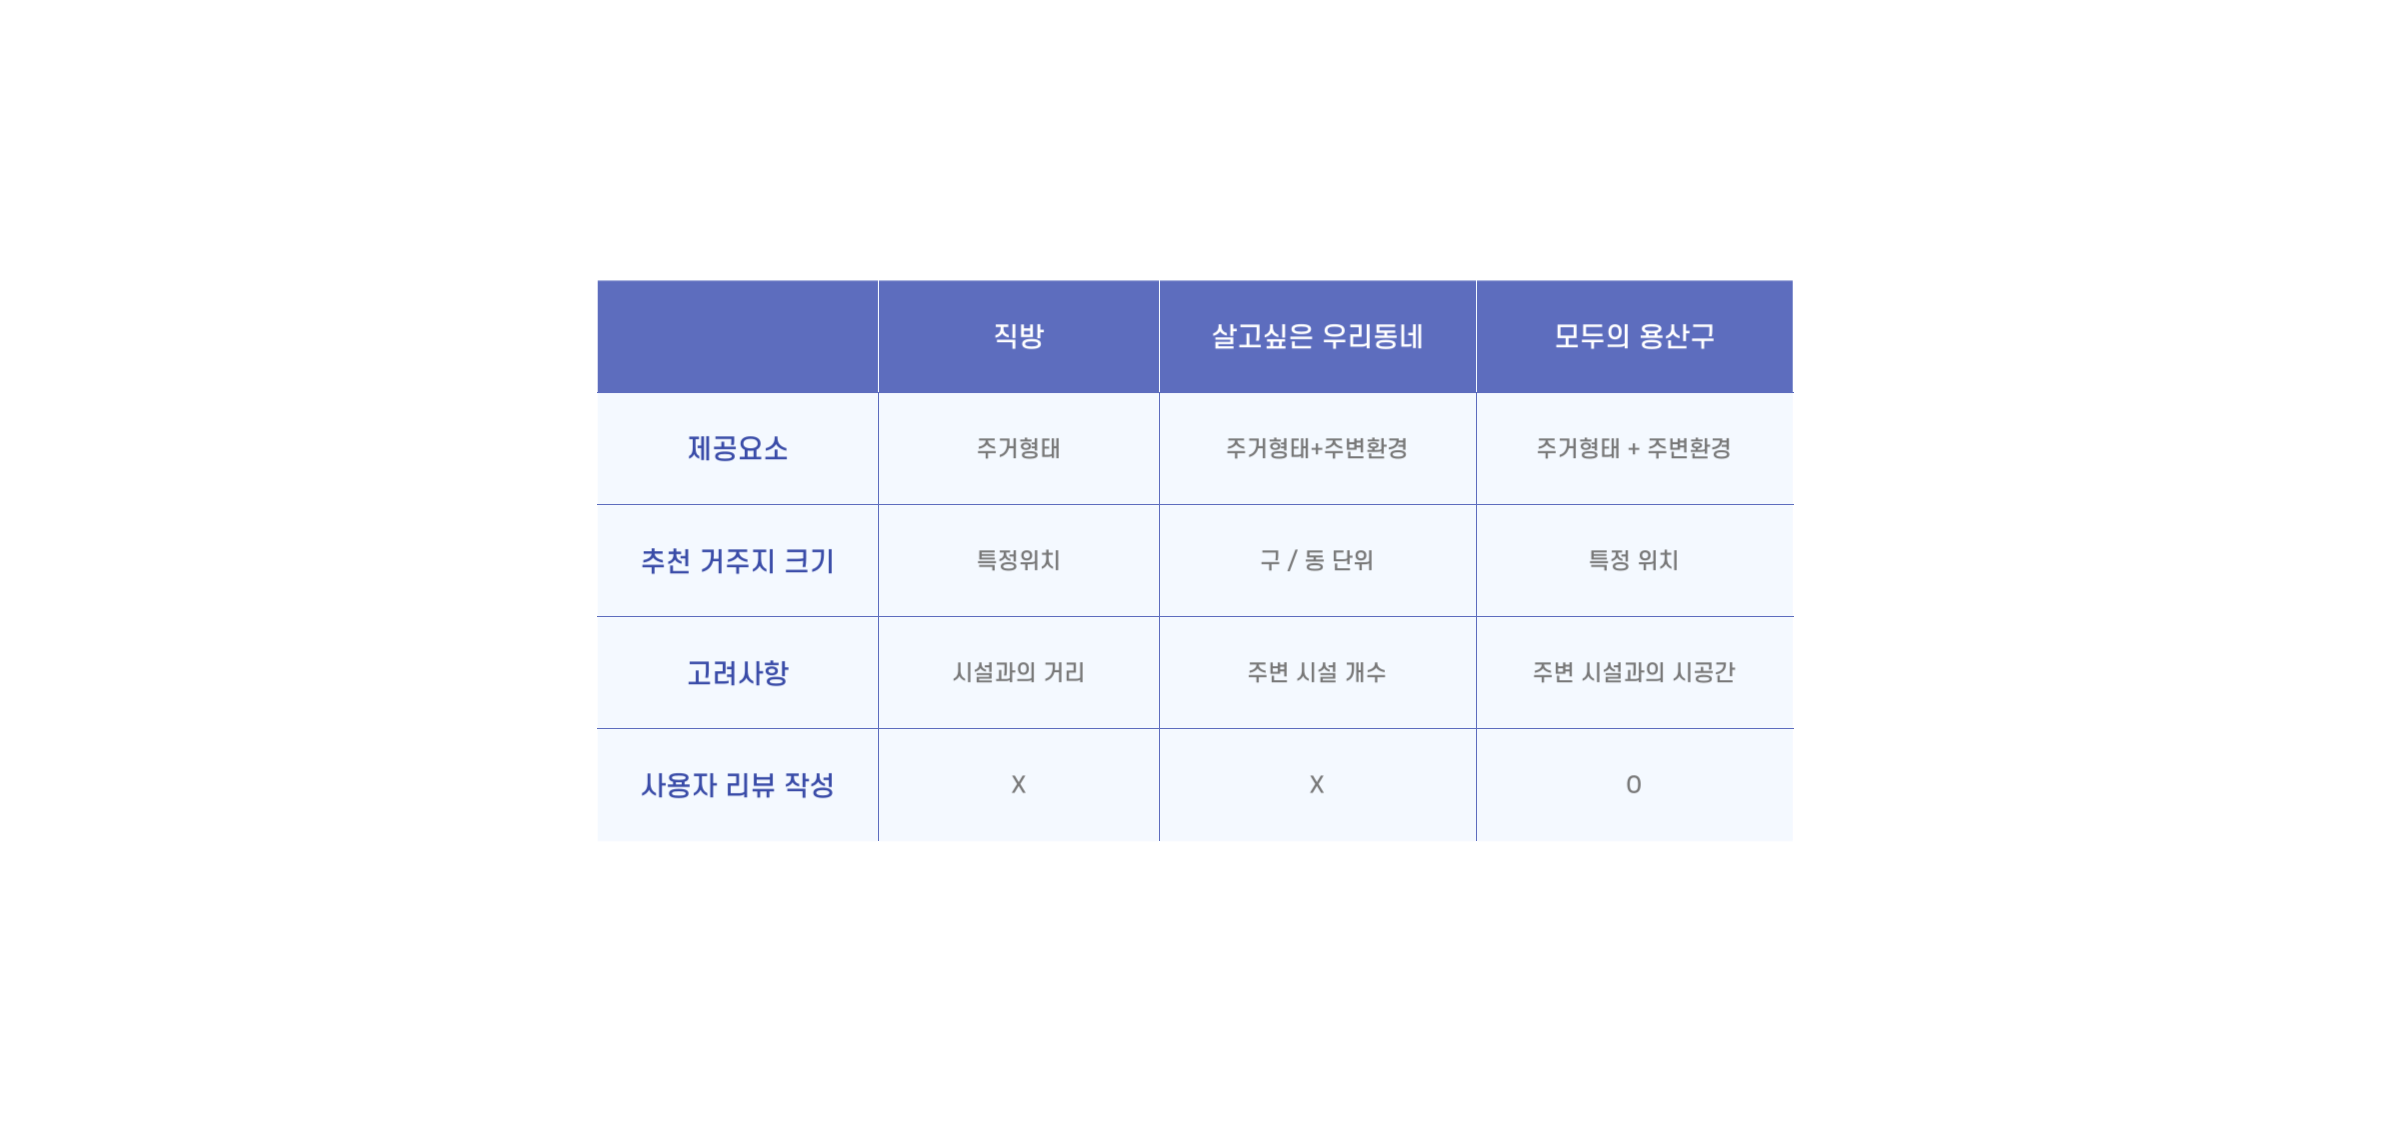 직방 살고싶은 우리동네 모두의 용산구
제공요소 주거형태 주거형태+주변환경 주거형태 + 주변환경
추천 거주지 크기 특정위치 구 / 동 단위 특정 위치
고려사항 시설과의 거리 주변 시설 개수 주변 시설과의 시공간
사용자 리뷰 작성 X X O